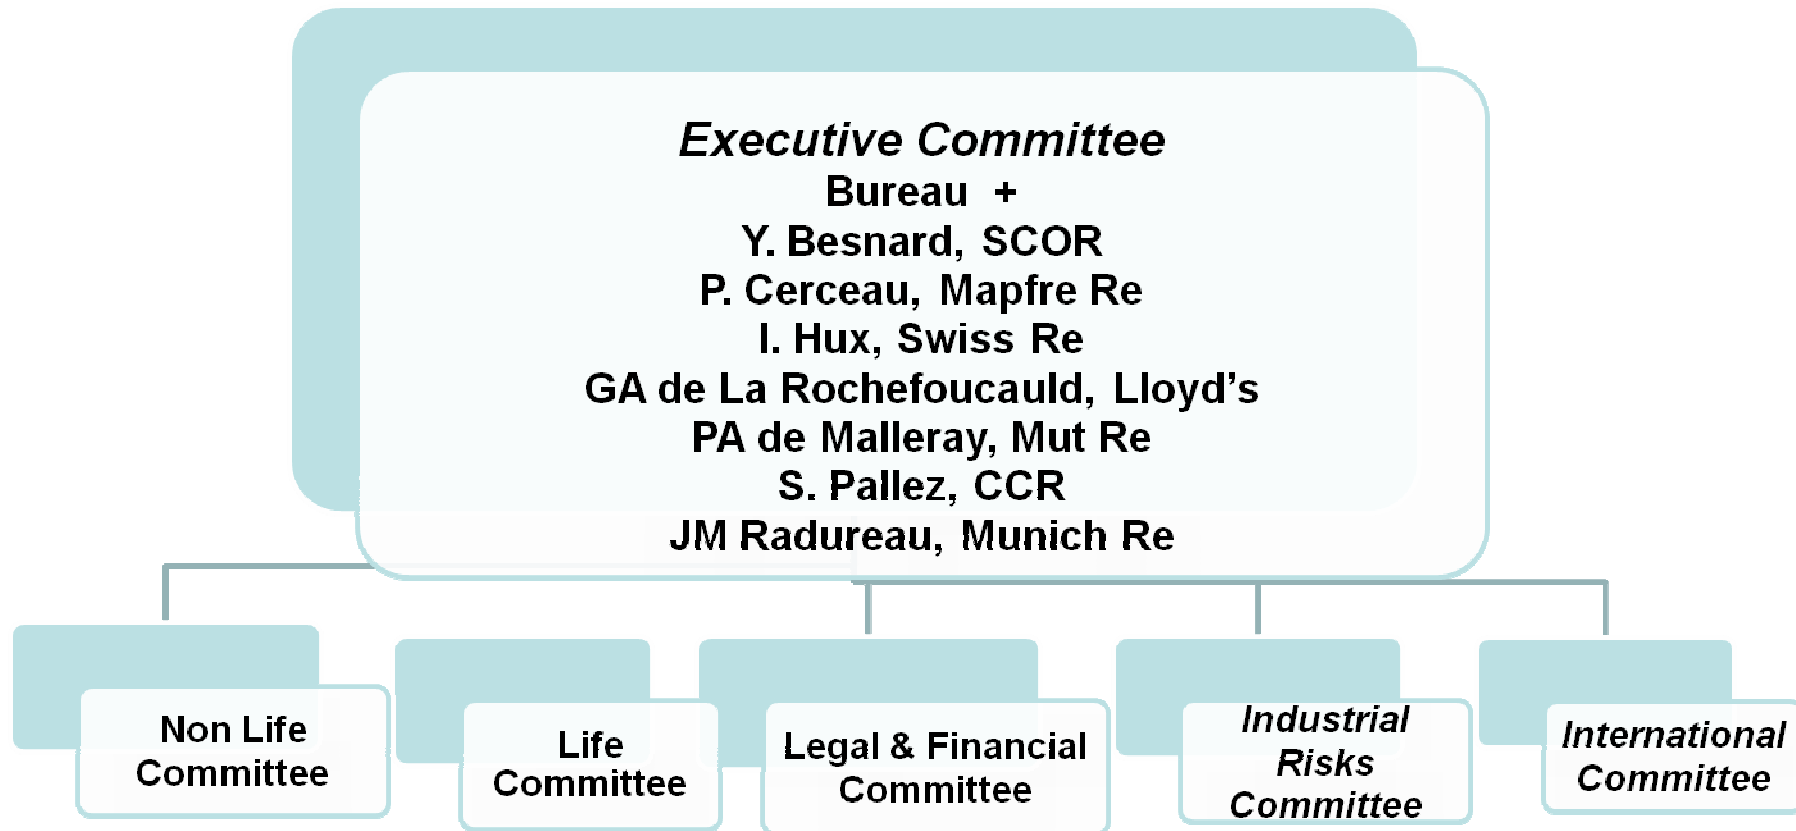 Executive Committee
Bureau +
Y. Besnard, SCOR
P. Cerceau, Mapfre Re
I. Hux, Swiss Re
GA de La Rochefoucauld, Lloyd’s
PA de Malleray, Mut Re
S. Pallez, CCR
JM Radureau, Munich Re
Non Life
Committee
Life
Committee
Legal & Financial
Committee
Industrial
Risks
Committee
International
Committee